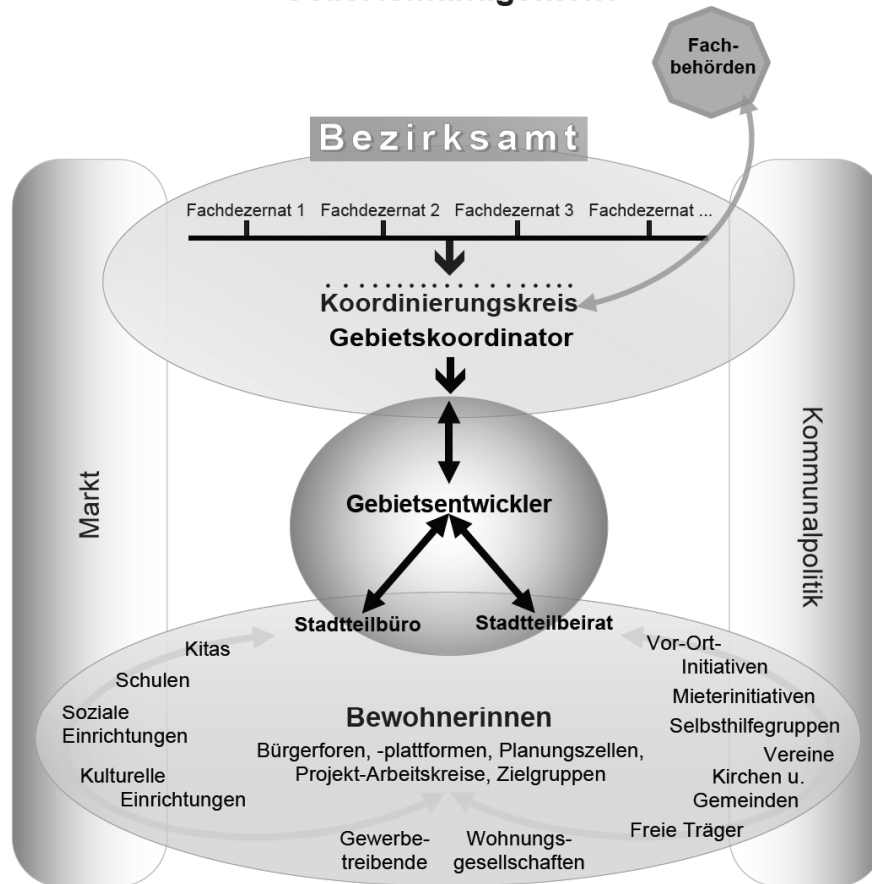 Fach-
behörden
Bezirksamt
Fachdezernat 1 Fachdezernat 2 Fachdezernat 3 Fachdezernat ...
Koordinierungskreis
Gebietskoordinator
Markt
Kommunalpolitik
Gebietsentwickler
Stadtteilbüro Stadtteilbeirat
Kitas
Schulen
Soziale
Einrichtungen
Kulturelle
Einrichtungen
Vor-Ort-
Initiativen
Mieterinitiativen
Selbsthilfegruppen
Vereine
Kirchen u.
Gemeinden
Freie Träger
Bewohnerinnen
Bürgerforen, -plattformen, Planungszellen,
Projekt-Arbeitskreise, Zielgruppen
Gewerbe-
treibende
Wohnungs-
gesellschaften